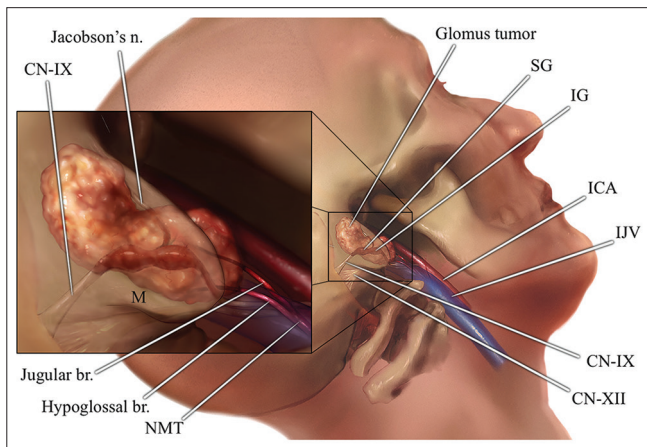 Jacobson's n.
Glomus tumor
CN-IX
SG
IG
ICA
IJV
M
Jugular br.
CN-IX
Hypoglossal br.
CN-XII
NMT